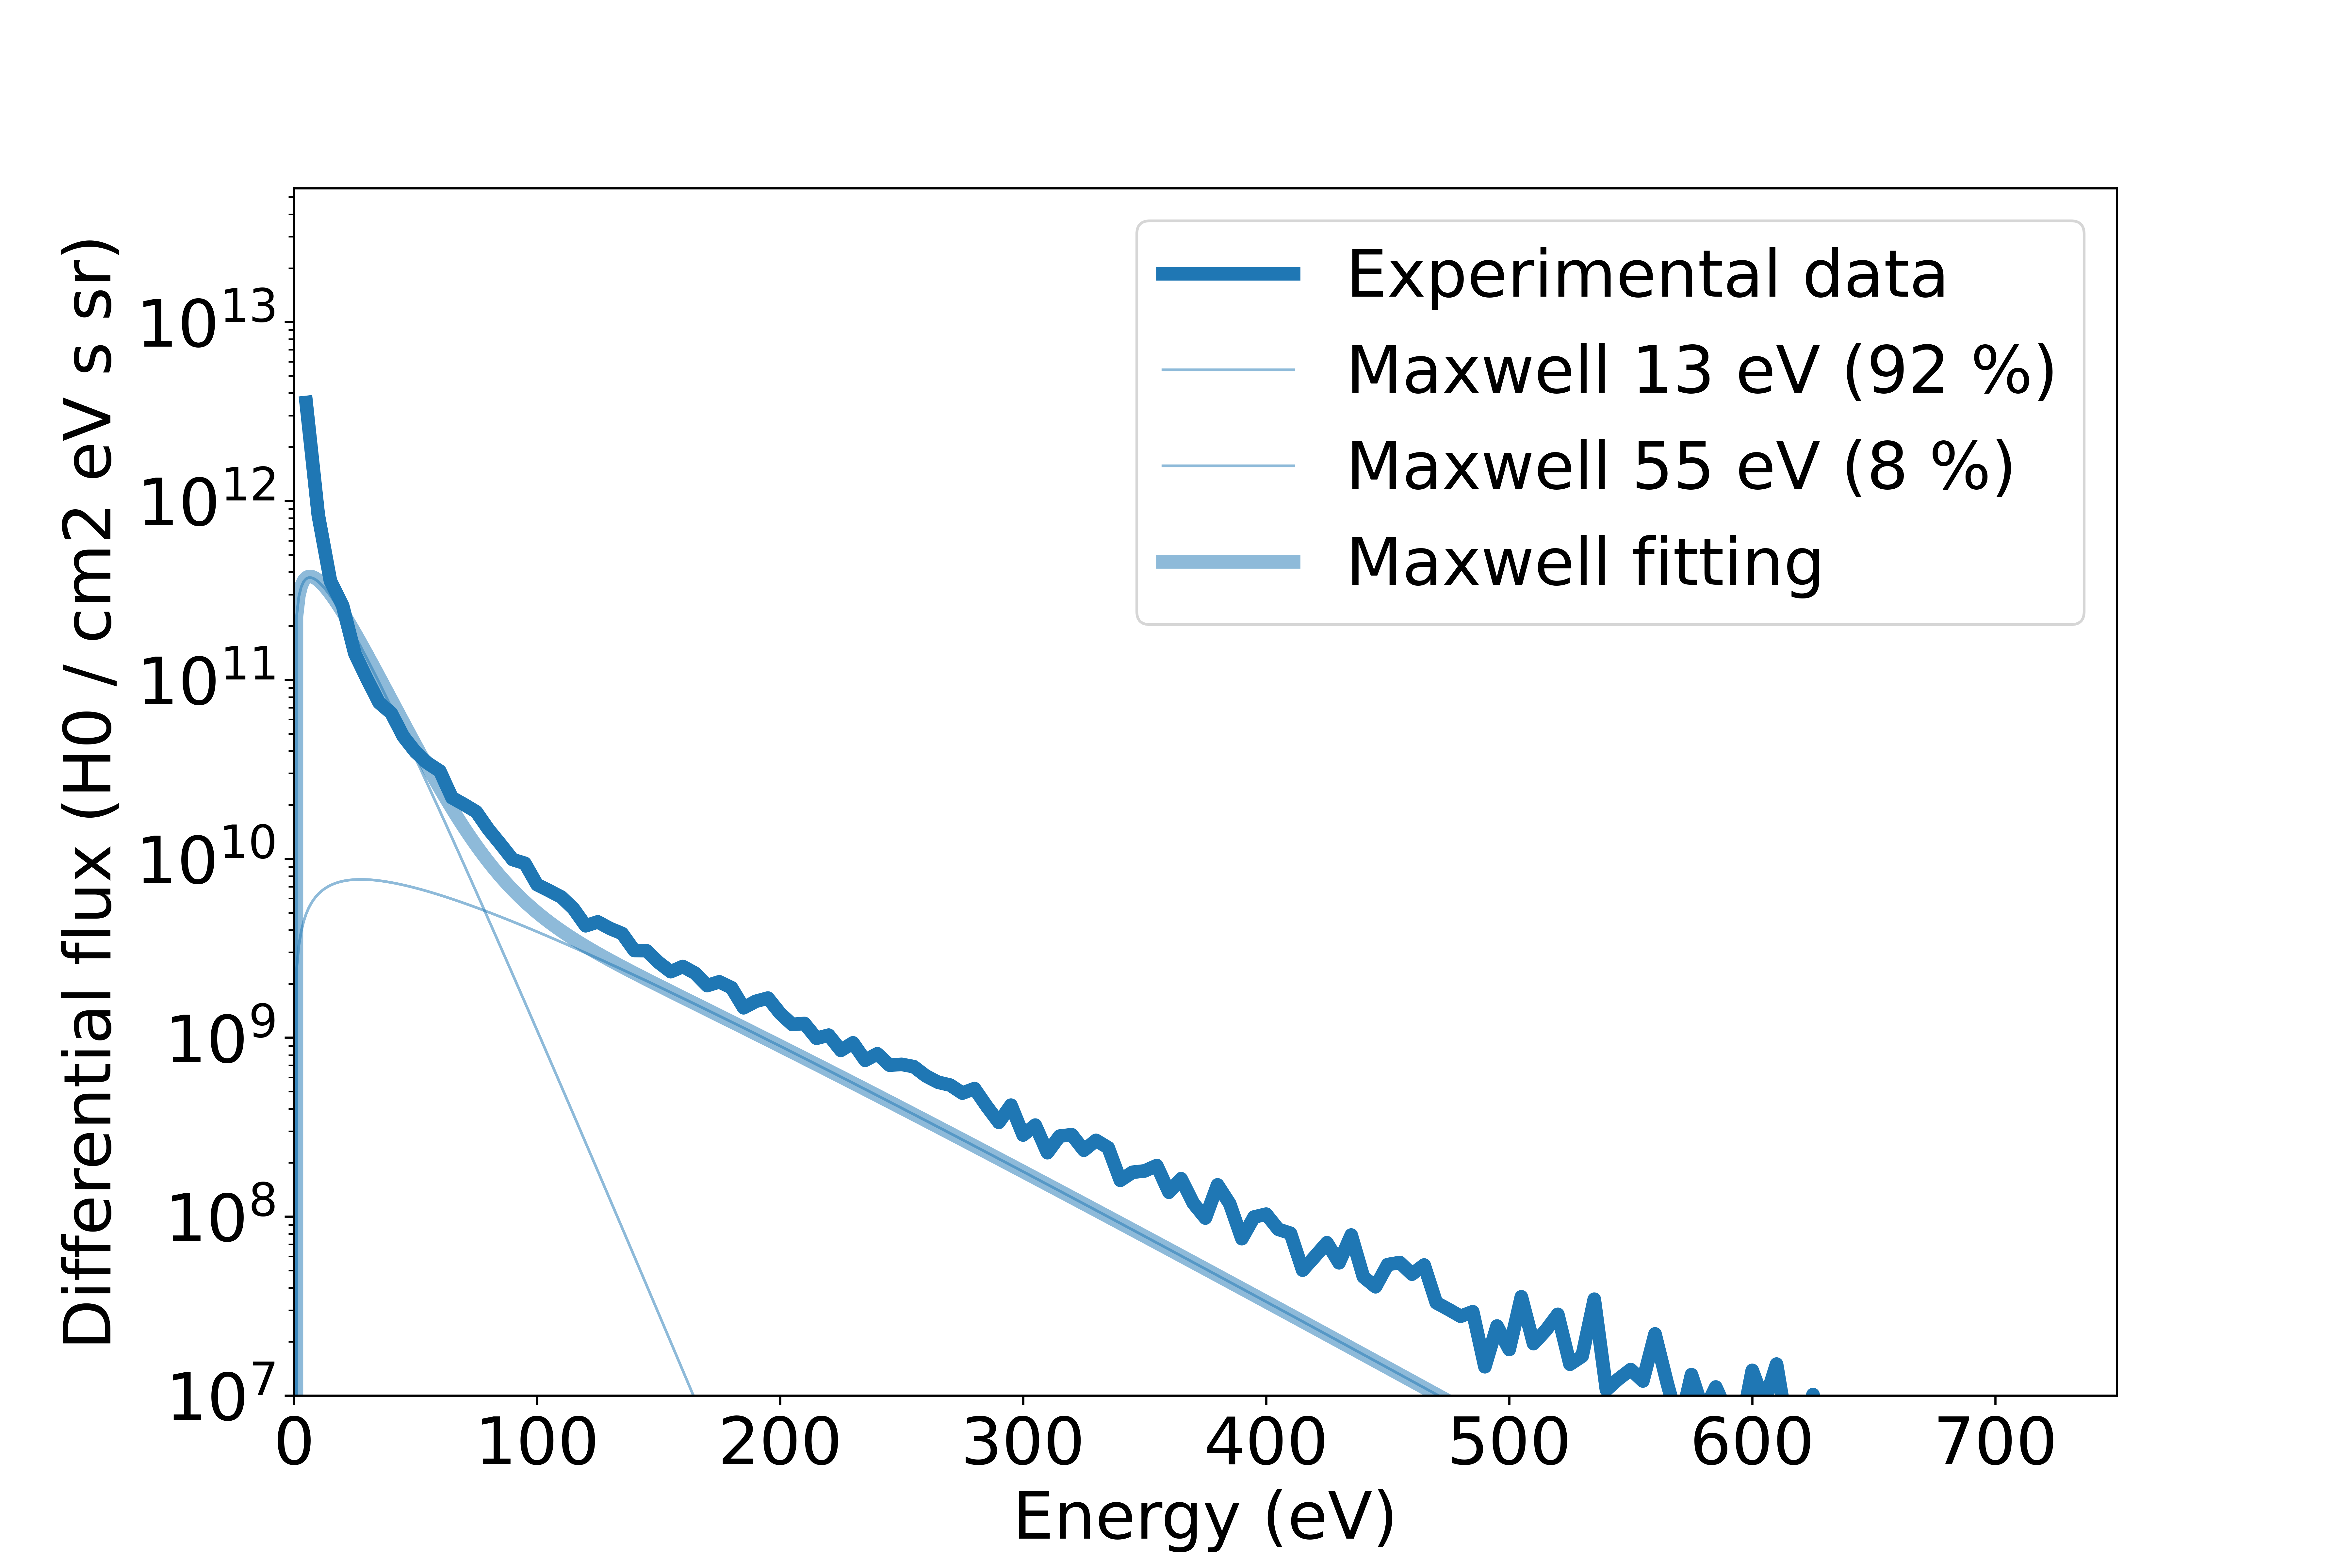 Differential flux (H0 / cm2 eV s sr)
10^13
10^12
10^11
10^10
10^9
10^8
10^7
Experimental data
Maxwell 13 eV (92 %)
Maxwell 55 eV (8 %)
Maxwell fitting
0 100 200 300 400 500 600 700
Energy (eV)